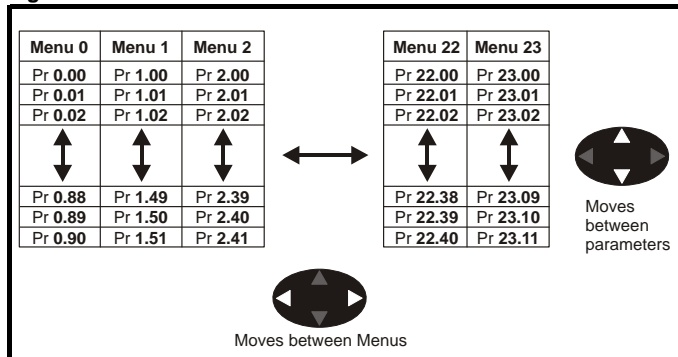 Menu 0 Menu 1 Menu 2 Menu 22 Menu 23
Pr 0.00 Pr 1.00 Pr 2.00 Pr 22.00 Pr 23.00
Pr 0.01 Pr 1.01 Pr 2.01 Pr 22.01 Pr 23.01
Pr 0.02 Pr 1.02 Pr 2.02 Pr 22.02 Pr 23.02
Pr 0.88 Pr 1.49 Pr 2.39 Pr 22.38 Pr 23.09
Pr 0.89 Pr 1.50 Pr 2.40 Pr 22.39 Pr 23.10
Pr 0.90 Pr 1.51 Pr 2.41 Pr 22.40 Pr 23.11
Moves
between
parameters
Moves between Menus